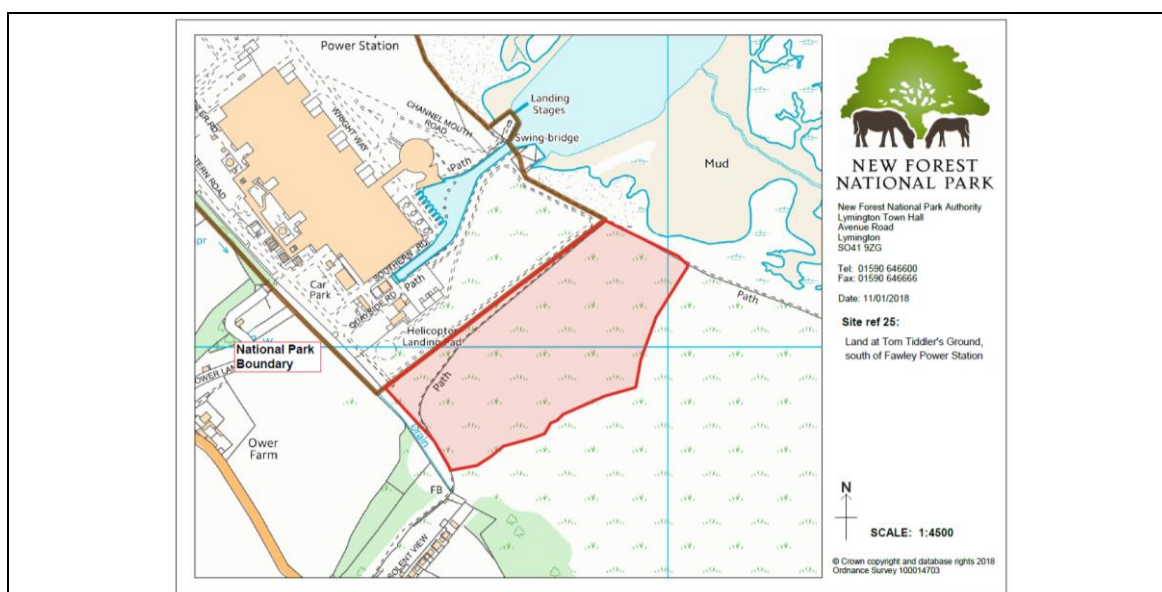 Power Station
Landing
Stages
Swing-bridge
CHANNEL MOUTH
ROAD
WRIGHT WAY
Path
Mud
SOUTHERN RD
Path
QUAYSIDE RD
Car
Park
Helicopter
Landing Pad
Path
Path
National Park
Boundary
Drain
Ower
Farm
FB
SOLENT VIEW
NEW FOREST
NATIONAL PARK
New Forest National Park Authority
Lymington Town Hall
Avenue Road
Lymington
SO41 9ZG
Tel: 01590 646600
Fax: 01590 646666
Date: 11/01/2018
Site ref 25:
Land at Tom Tiddler's Ground,
south of Fawley Power Station
N
SCALE: 1:4500
© Crown copyright and database rights 2018
Ordnance Survey 100014703